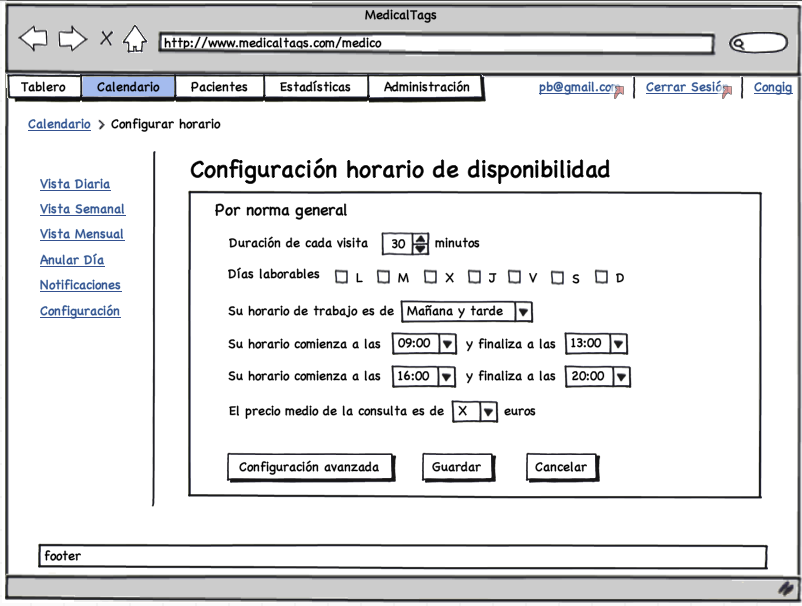 MedicalTags
http://www.medicaltags.com/medico
Tablero Calendario Pacientes Estadísticas Administración pb@gmail.com Cerrar Sesión Congig
Calendario > Configurar horario
Configuración horario de disponibilidad
Vista Diaria
Vista Semanal
Vista Mensual
Anular Día
Notificaciones
Configuración
Por norma general
Duración de cada visita 30 minutos
Días laborables L M X J V S D
Su horario de trabajo es de Mañana y tarde
Su horario comienza a las 09:00 y finaliza a las 13:00
Su horario comienza a las 16:00 y finaliza a las 20:00
El precio medio de la consulta es de X euros
Configuración avanzada Guardar Cancelar
footer